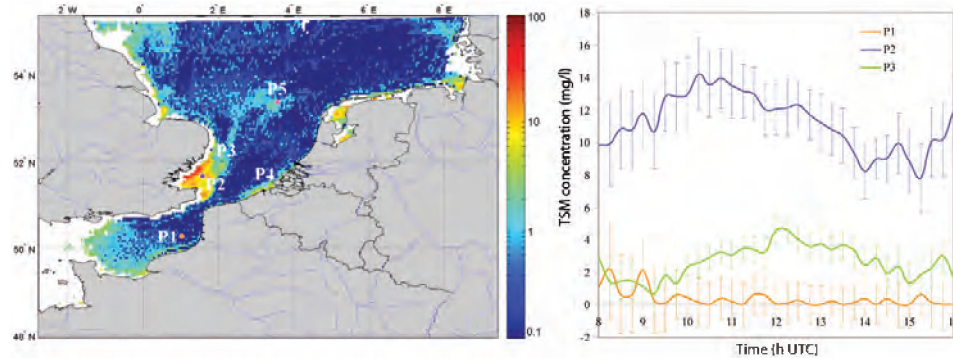 2 W 0 2 E 4 E 6 E 8 E
54 N
52 N
50 N
48 N
P5
P3
P2
P4
P1
100
10
1
0.1
TSM concentration (mg/l)
18
16
14
12
10
8
6
4
2
0
-2
P1
P2
P3
8 9 10 11 12 13 14 15 16
Time (h UTC)